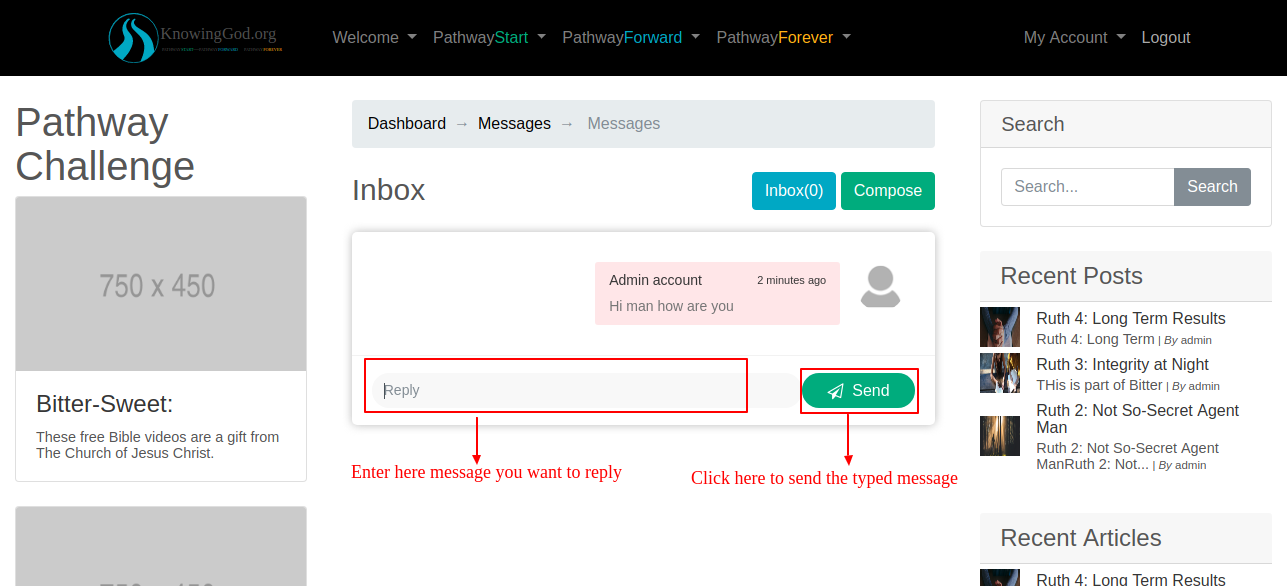 KnowingGod.org
Welcome PathwayStart PathwayForward PathwayForever My Account Logout
Pathway
Challenge
750 x 450
Bitter-Sweet:
These free Bible videos are a gift from
The Church of Jesus Christ.
Dashboard → Messages → Messages
Inbox
Inbox(0) Compose
Admin account 2 minutes ago
Hi man how are you
Reply
Send
Enter here message you want to reply
Click here to send the typed message
Search
Search... Search
Recent Posts
Ruth 4: Long Term Results
Ruth 4: Long Term | By admin
Ruth 3: Integrity at Night
THis is part of Bitter | By admin
Ruth 2: Not So-Secret Agent
Man
Ruth 2: Not So-Secret Agent
ManRuth 2: Not... | By admin
Recent Articles
Ruth 4: Long Term Results